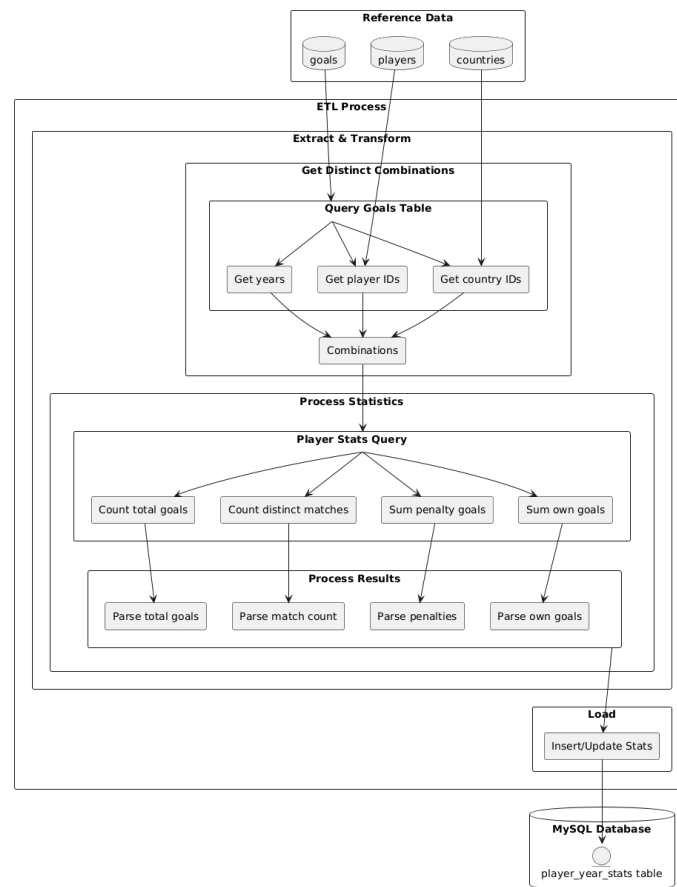 Reference Data
goals
players
countries
ETL Process
Extract & Transform
Get Distinct Combinations
Query Goals Table
Get years
Get player IDs
Get country IDs
Combinations
Process Statistics
Player Stats Query
Count total goals
Count distinct matches
Sum penalty goals
Sum own goals
Process Results
Parse total goals
Parse match count
Parse penalties
Parse own goals
Load
Insert/Update Stats
MySQL Database
player_year_stats table